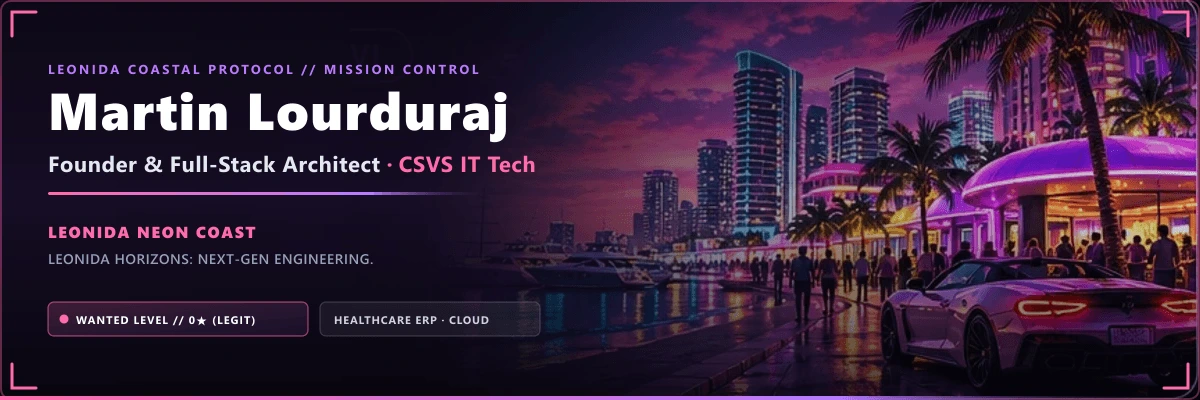 LEONIDA COASTAL PROTOCOL // MISSION CONTROL
Martin Lourduraj
Founder & Full-Stack Architect · CSVS IT Tech
LEONIDA NEON COAST
LEONIDA HORIZONS: NEXT-GEN ENGINEERING.
WANTED LEVEL // 0★ (LEGIT)
HEALTHCARE ERP · CLOUD